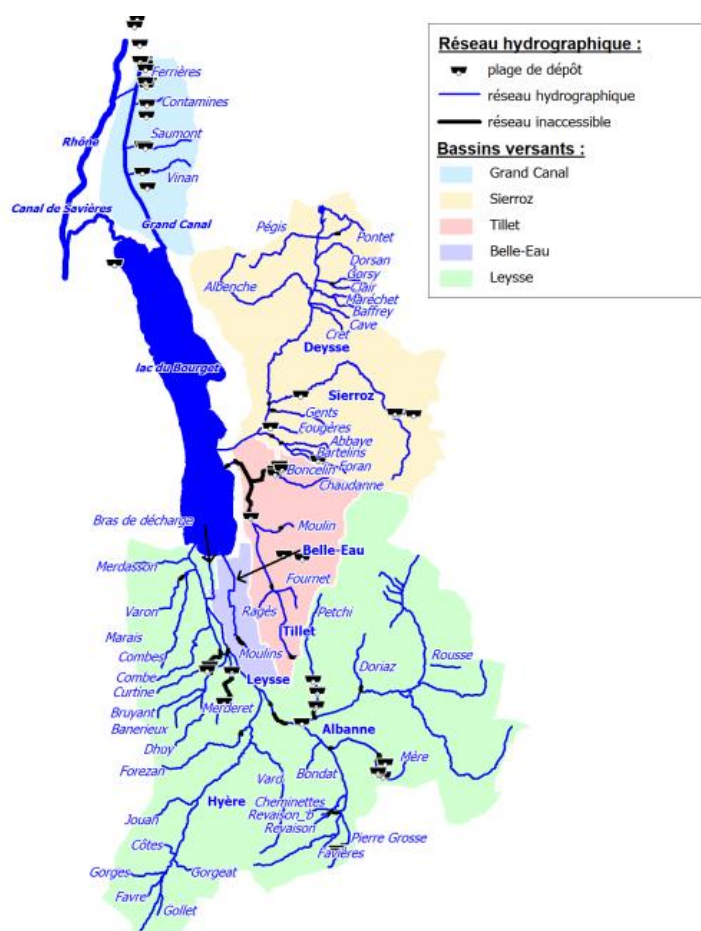 Réseau hydrographique :
plage de dépôt
réseau hydrographique
réseau inaccessible
Bassins versants :
Grand Canal
Sierroz
Tillet
Belle-Eau
Leysse
Ferrières
Contamines
Saumont
Rhône
Vinan
Canal de Savières
Grand Canal
Pégis
Pontet
Dorsan
Gorsy
Albenche
Clair
Maréchet
Baffrey
Cave
Cret
Deysse
lac du Bourget
Sierroz
Gents
Fougères
Abbaye
Bartelins
Foran
Boncelin
Chaudanne
Bras de décharge
Moulin
Belle-Eau
Merdasson
Fournet
Varon
Ragès
Petchi
Tillet
Marais
Moulins
Combes
Doriaz
Rousse
Combe
Leysse
Curtine
Bruyant
Merderet
Banerieux
Albanne
Dhuy
Mère
Forezan
Bondat
Vard
Hyère
Cheminettes
Revaison_b
Jouan
Revaison
Pierre Grosse
Côtes
Favières
Gorges
Gorgeat
Favre
Gollet